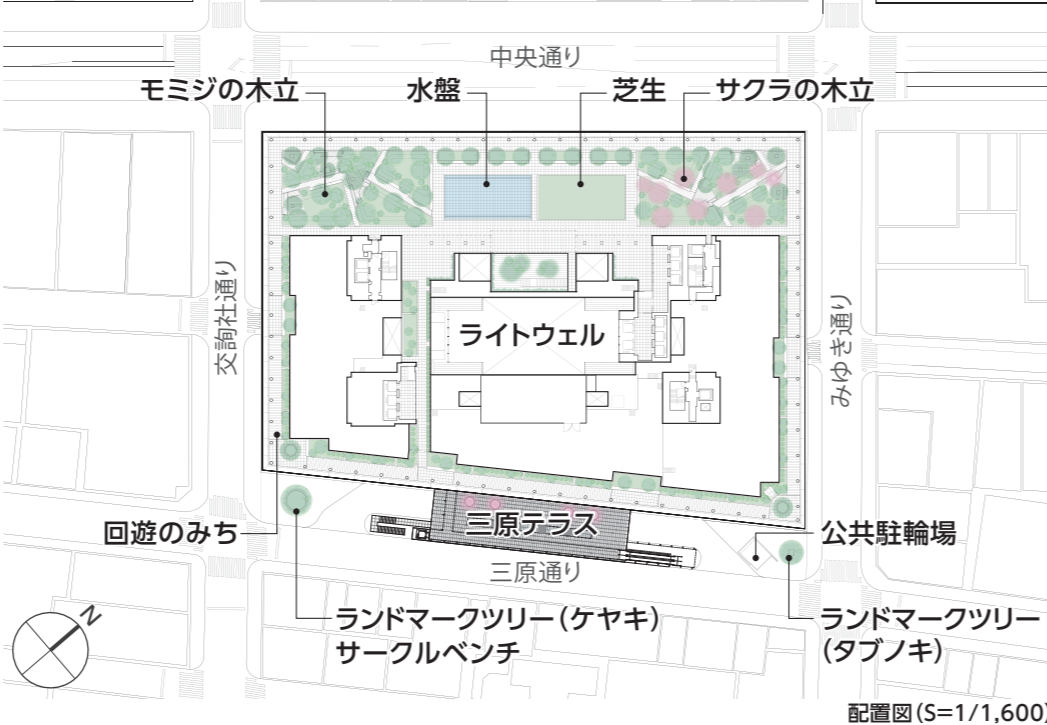 中央通り
モミジの木立
水盤
芝生
サクラの木立
交詢社通り
ライトウェル
みゆき通り
回遊のみち
三原テラス
公共駐輪場
三原通り
ランドマークツリー(ケヤキ)
サークルベンチ
ランドマークツリー
(タブノキ)
N
配置図(S=1/1,600)